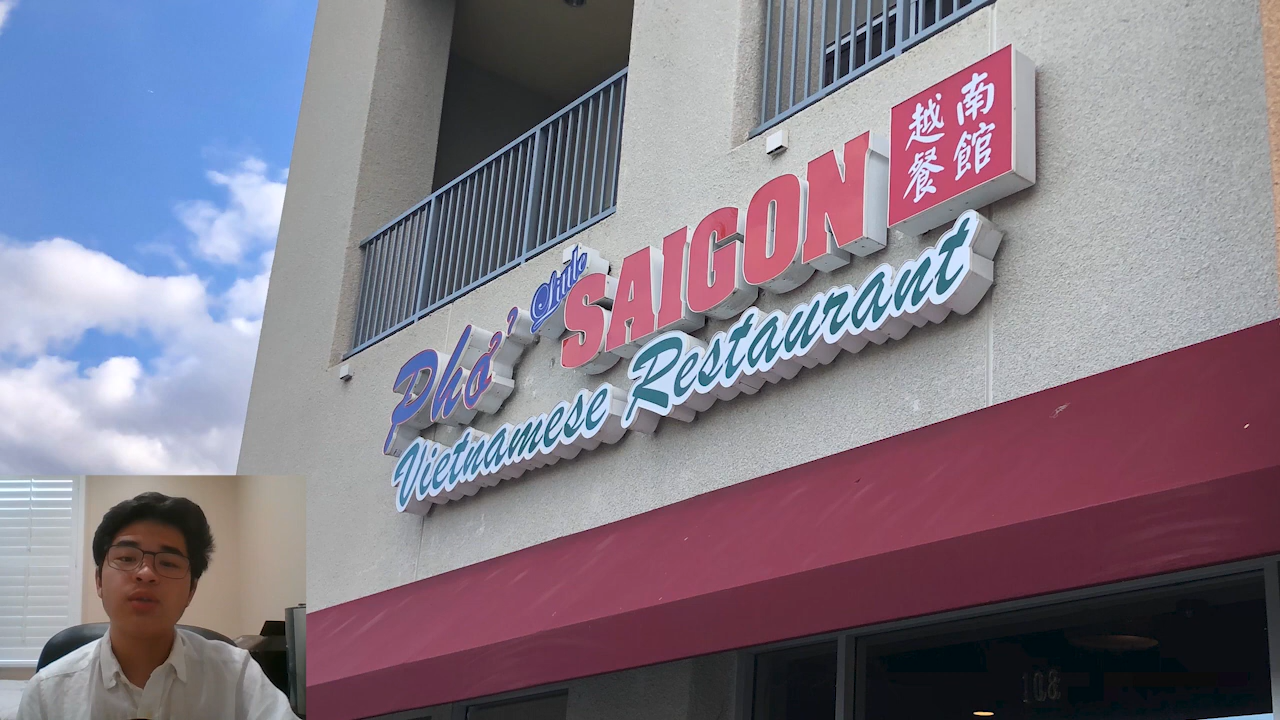 Phở Little SAIGON
越南
餐館
Vietnamese Restaurant
108